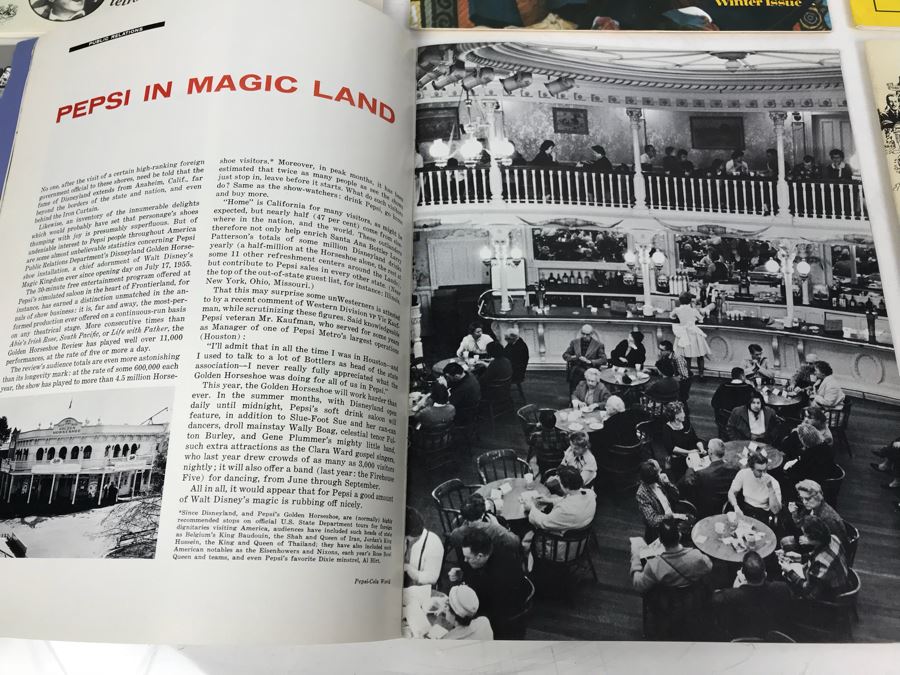 Winter Issue
PUBLIC RELATIONS
PEPSI IN MAGIC LAND
No one, after the visit of a certain high-ranking foreign
government official to these shores, need be told that the
fame of Disneyland extends from Anaheim, Calif., far
beyond the borders of the state and nation, and even
behind the Iron Curtain.
Likewise, an inventory of the innumerable delights
which would probably have set that personage's shoes
thumping with joy is presumably superfluous. But of
undeniable interest to Pepsi people throughout America
are some almost unbelievable statistics concerning Pepsi
Public Relations Department's Disneyland Golden Horse-
shoe installation, a chief adornment of Walt Disney's
Magic Kingdom ever since opening day on July 17, 1955.
The 30-minute free entertainment program offered at
Pepsi's simulated saloon in the heart of Frontierland, for
instance, has earned a distinction unmatched in the an-
nals of show business: it is, far and away, the most-per-
formed production ever offered on a continuous-run basis
on any theatrical stage. More consecutive times than
Abie's Irish Rose, South Pacific, or Life with Father, the
Golden Horseshoe Review has played well over 11,000
performances, at the rate of five or more a day.
The review's audience totals are even more astonishing
than its longevity mark: at the rate of some 600,000 each
year, the show has played to more than 4.5 million Horse-
shoe visitors.* Moreover, in peak months, it has been
estimated that twice as many people as see the show
just stop in, leave before it starts. What do such visitors
do? Same as the show-watchers: drink Pepsi, go home
and buy more.
"Home" is California for many visitors, as might be
expected, but nearly half (47 per cent) come from else-
where in the nation, and the world. These outlanders
therefore not only help enrich Santa Ana Bottler Larry
Patterson's totals of some million Disneyland drinks
yearly (a half-million at the Horseshoe alone, the rest at
some 11 other refreshment centers around the Land),
but contribute to Pepsi sales in every other state. (Near
the top of the out-of-state guest list, for instance: Illinois,
New York, Ohio, Missouri.)
That this may surprise some unWesterners is attested
to by a recent comment of Western Division VP Vic Kauf-
man, while scrutinizing these figures. Said knowledgeable
Pepsi veteran Mr. Kaufman, who served for some years
as Manager of one of Pepsi Metro's largest operations
(Houston):
"I'll admit that in all the time I was in Houston—and
I used to talk to a lot of Bottlers as head of the state
association—I never really fully appreciated what the
Golden Horseshoe was doing for all of us in Pepsi."
This year, the Golden Horseshoe will work harder than
ever. In the summer months, with Disneyland open
daily until midnight, Pepsi's soft drink saloon will
feature, in addition to Slue-Foot Sue and her can-can
dancers, droll mainstay Wally Boag, celestial tenor Ful-
ton Burley, and Gene Plummer's mighty little band,
such extra attractions as the Clara Ward gospel singers,
who last year drew crowds of as many as 3,000 visitors
nightly; it will also offer a band (last year: the Firehouse
Five) for dancing, from June through September.
All in all, it would appear that for Pepsi a good amount
of Walt Disney's magic is rubbing off nicely.
*Since Disneyland, and Pepsi's Golden Horseshoe, are (normally) highly
recommended stops on official U.S. State Department tours for foreign
dignitaries visiting America, audiences have included such heads of state
as Belgium's King Baudouin, the Shah and Queen of Iran, Jordan's King
Hussein, the King and Queen of Thailand; they have also included such
American notables as the Eisenhowers and Nixons, each year's Rose Bowl
Queen and teams, and even Pepsi's favorite Dixie minstrel, Al Hirt.
Pepsi-Cola World